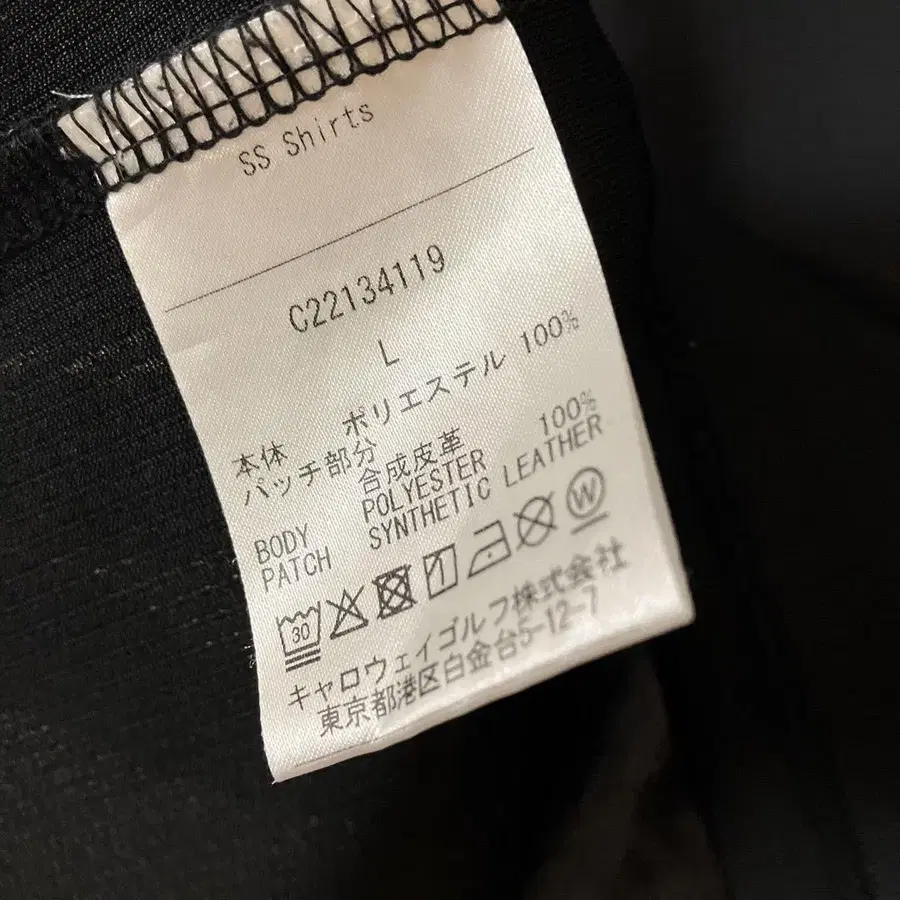 SS Shirts
C22134119
L
本体 ポリエステル 100%
パッチ部分 合成皮革 100%
BODY POLYESTER 100%
PATCH SYNTHETIC LEATHER
30
W
キャロウェイゴルフ株式会社
東京都港区白金台5-12-7